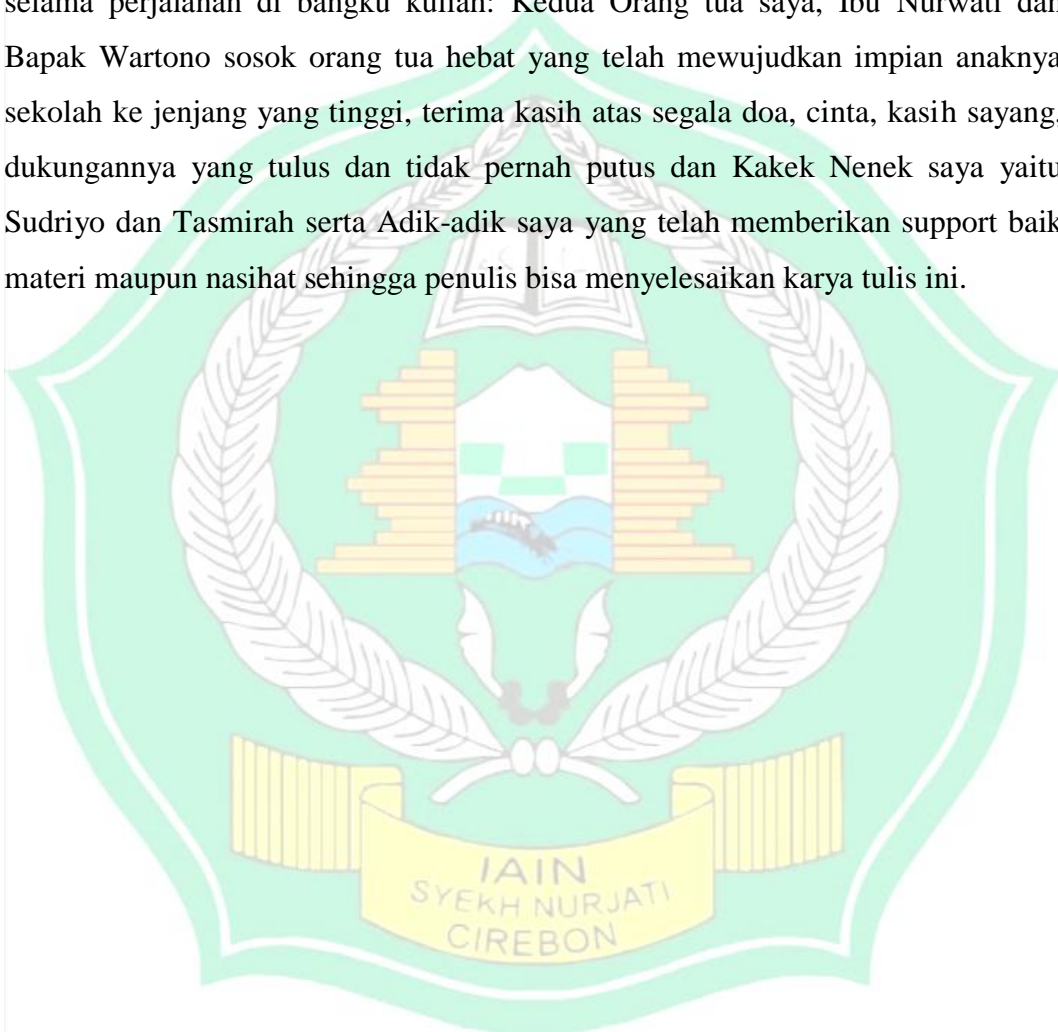 selama perjalanan di bangku kuliah: Kedua Orang tua saya, Ibu Nurwati dan
Bapak Wartono sosok orang tua hebat yang telah mewujudkan impian anaknya
sekolah ke jenjang yang tinggi, terima kasih atas segala doa, cinta, kasih sayang,
dukungannya yang tulus dan tidak pernah putus dan Kakek Nenek saya yaitu
Sudriyo dan Tasmirah serta Adik-adik saya yang telah memberikan support baik
materi maupun nasihat sehingga penulis bisa menyelesaikan karya tulis ini.
IAIN
SYEKH NURJATI
CIREBON